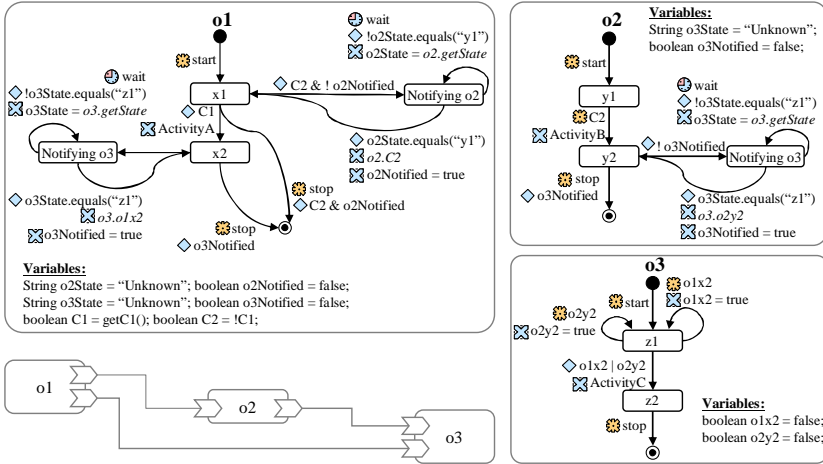 o1
wait
!o2State.equals(“y1”)
o2State = o2.getState
start
wait
!o3State.equals(“z1”)
o3State = o3.getState
x1
C2 & ! o2Notified
Notifying o2
C1
ActivityA
Notifying o3
x2
o2State.equals(“y1”)
o2.C2
o2Notified = true
o3State.equals(“z1”)
o3.o1x2
o3Notified = true
stop
C2 & o2Notified
stop
o3Notified
Variables:
String o2State = “Unknown”; boolean o2Notified = false;
String o3State = “Unknown”; boolean o3Notified = false;
boolean C1 = getC1(); boolean C2 = !C1;
o2
Variables:
String o3State = “Unknown”;
boolean o3Notified = false;
start
wait
!o3State.equals(“z1”)
o3State = o3.getState
y1
C2
ActivityB
! o3Notified
y2
Notifying o3
stop
o3Notified
o3State.equals(“z1”)
o3.o2y2
o3Notified = true
o3
start
o1x2
o1x2 = true
o2y2
o2y2 = true
z1
o1x2 | o2y2
ActivityC
z2
stop
Variables:
boolean o1x2 = false;
boolean o2y2 = false;
o1
o2
o3